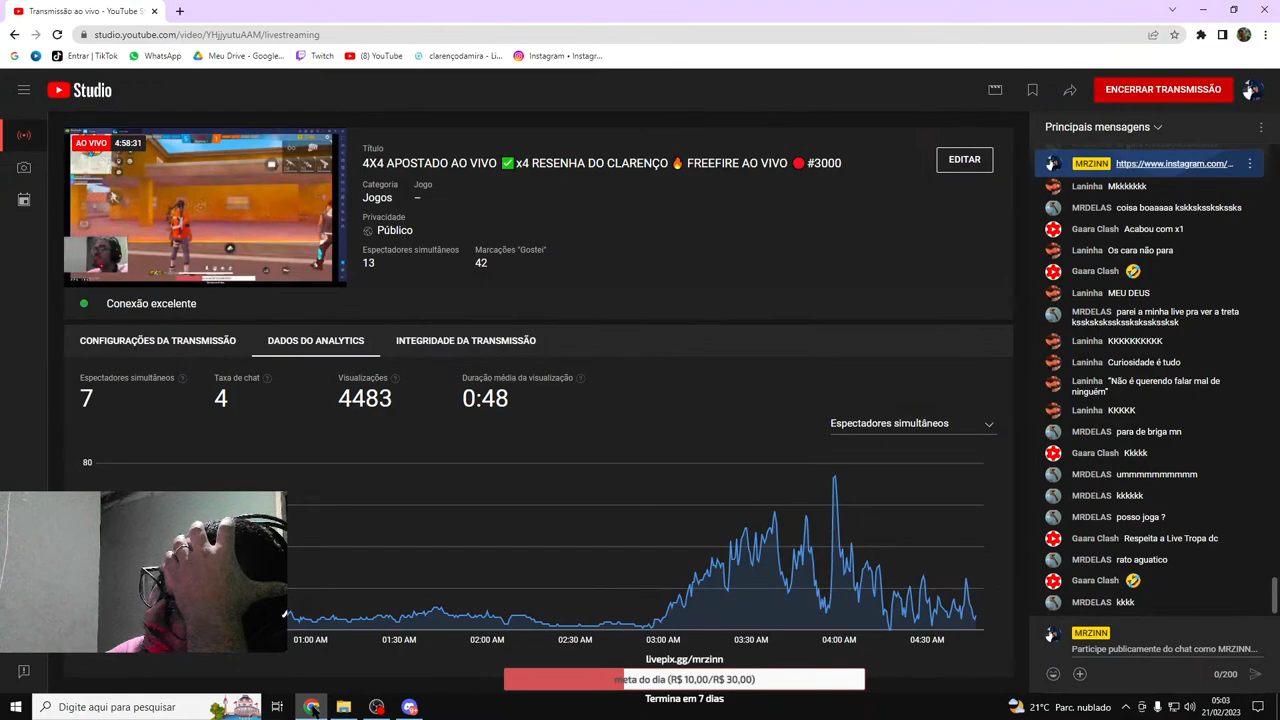 Transmissão ao vivo - YouTube S
studio.youtube.com/video/YHjjyutuAAM/livestreaming
Entrar | TikTok
WhatsApp
Meu Drive - Google...
Twitch
(8) YouTube
clarençodamira - Li...
Instagram • Instagr...
Studio
ENCERRAR TRANSMISSÃO
AO VIVO 4:58:31
Título
4X4 APOSTADO AO VIVO ✅ x4 RESENHA DO CLARENÇO 🔥 FREEFIRE AO VIVO 🔴 #3000
EDITAR
Categoria Jogo
Jogos –
Privacidade
Público
Espectadores simultâneos Marcações "Gostei"
13 42
Conexão excelente
CONFIGURAÇÕES DA TRANSMISSÃO DADOS DO ANALYTICS INTEGRIDADE DA TRANSMISSÃO
Espectadores simultâneos Taxa de chat Visualizações Duração média da visualização
7 4 4483 0:48
Espectadores simultâneos
80
01:00 AM 01:30 AM 02:00 AM 02:30 AM 03:00 AM 03:30 AM 04:00 AM 04:30 AM
livepix.gg/mrzinn
meta do dia (R$ 10,00/R$ 30,00)
Termina em 7 dias
Principais mensagens
MRZINN https://www.instagram.com/...
Laninha Mkkkkkkk
MRDELAS coisa boaaaaa kskksksskskssks
Gaara Clash Acabou com x1
Laninha Os cara não para
Gaara Clash 🤣
Laninha MEU DEUS
MRDELAS parei a minha live pra ver a treta
ksskskskssksskskssksskssk
Laninha KKKKKKKKKK
Laninha Curiosidade é tudo
Laninha "Não é querendo falar mal de
ninguém"
Laninha KKKKK
MRDELAS para de briga mn
Gaara Clash Kkkkk
MRDELAS ummmmmmmmmm
MRDELAS kkkkkk
MRDELAS posso joga ?
Gaara Clash Respeita a Live Tropa dc
MRDELAS rato aquatico
Gaara Clash 🤣
MRDELAS kkkk
MRZINN
Participe publicamente do chat como MRZINN...
0/200
Digite aqui para pesquisar
21°C Parc. nublado
05:03
21/02/2023